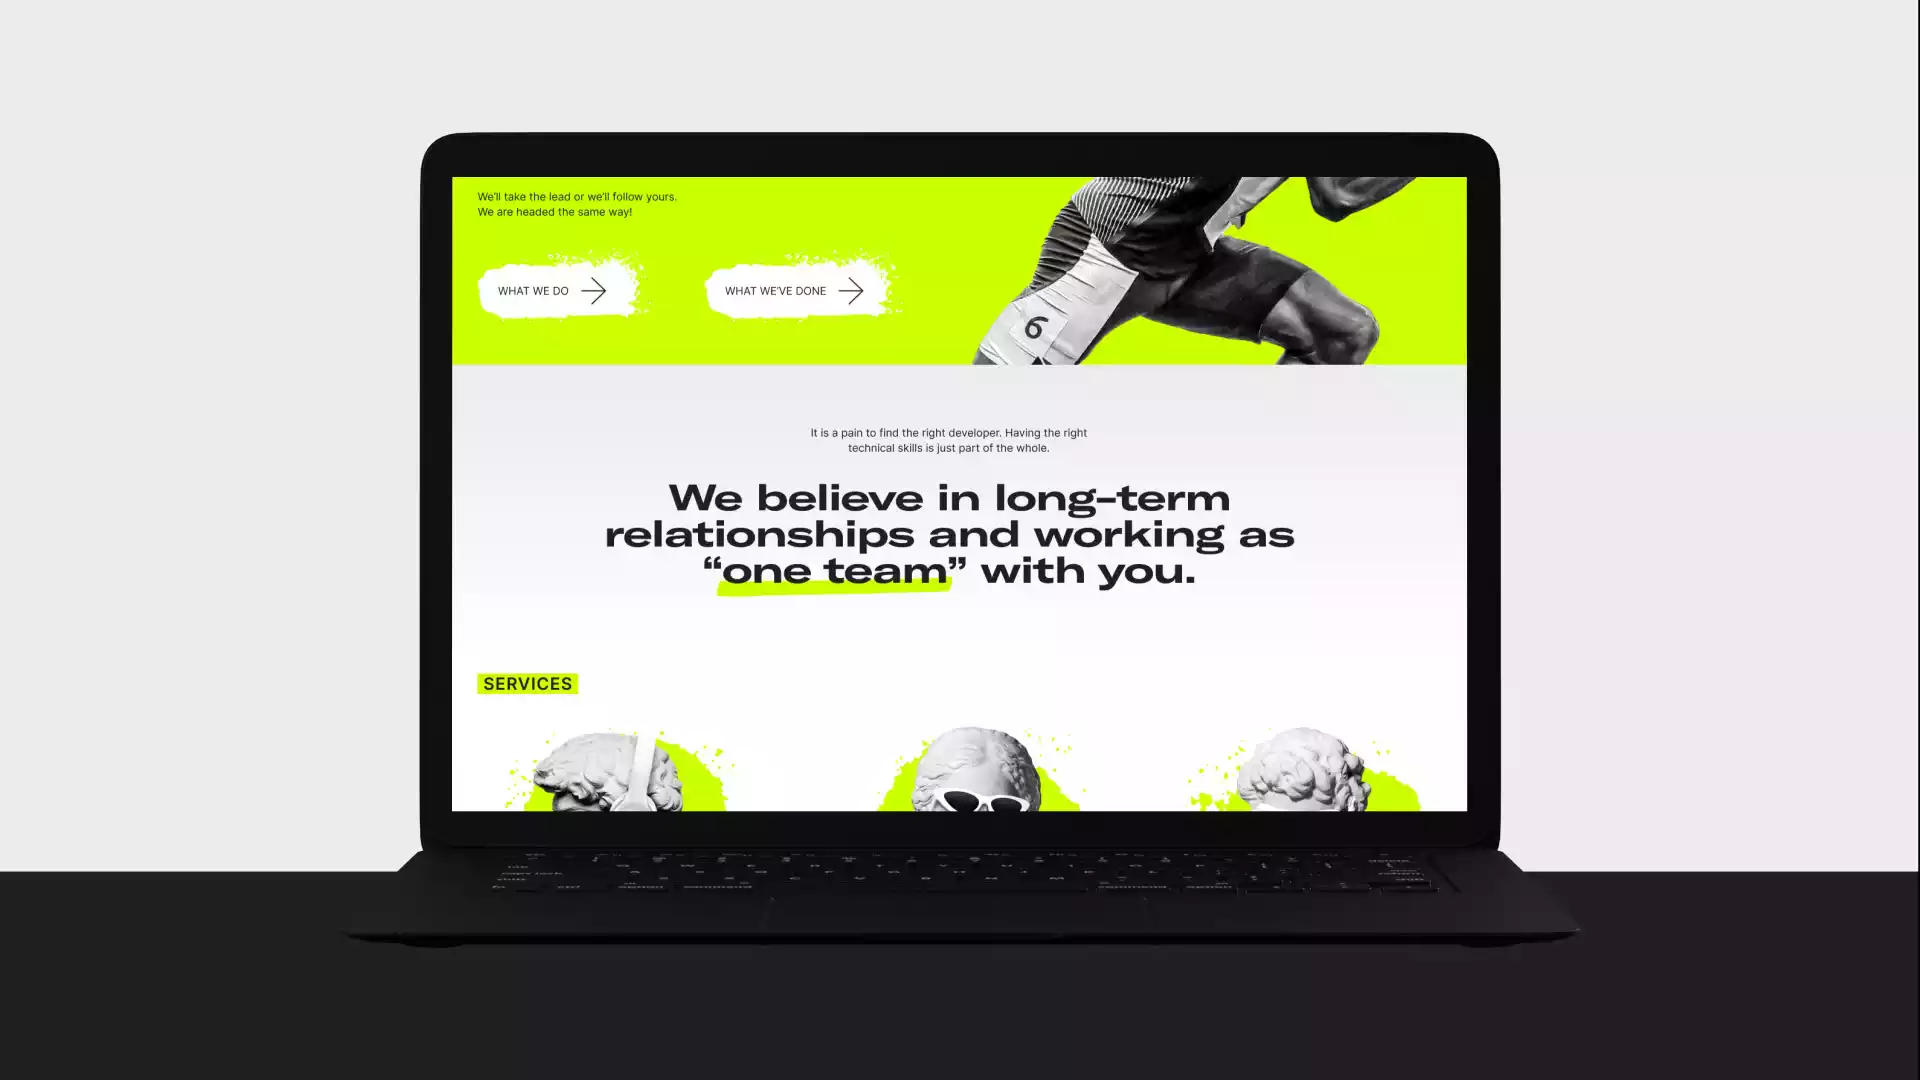 We'll take the lead or we'll follow yours.
We are headed the same way!
WHAT WE DO
WHAT WE'VE DONE
6
It is a pain to find the right developer. Having the right
technical skills is just part of the whole.
We believe in long-term
relationships and working as
“one team” with you.
SERVICES